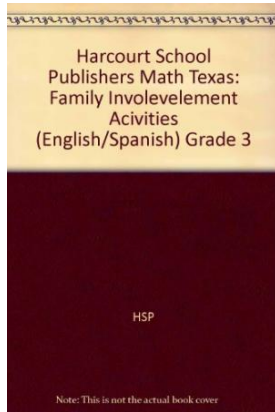 Harcourt School
Publishers Math Texas:
Family Involevelement
Acivities
(English/Spanish) Grade 3
HSP
Note: This is not the actual book cover